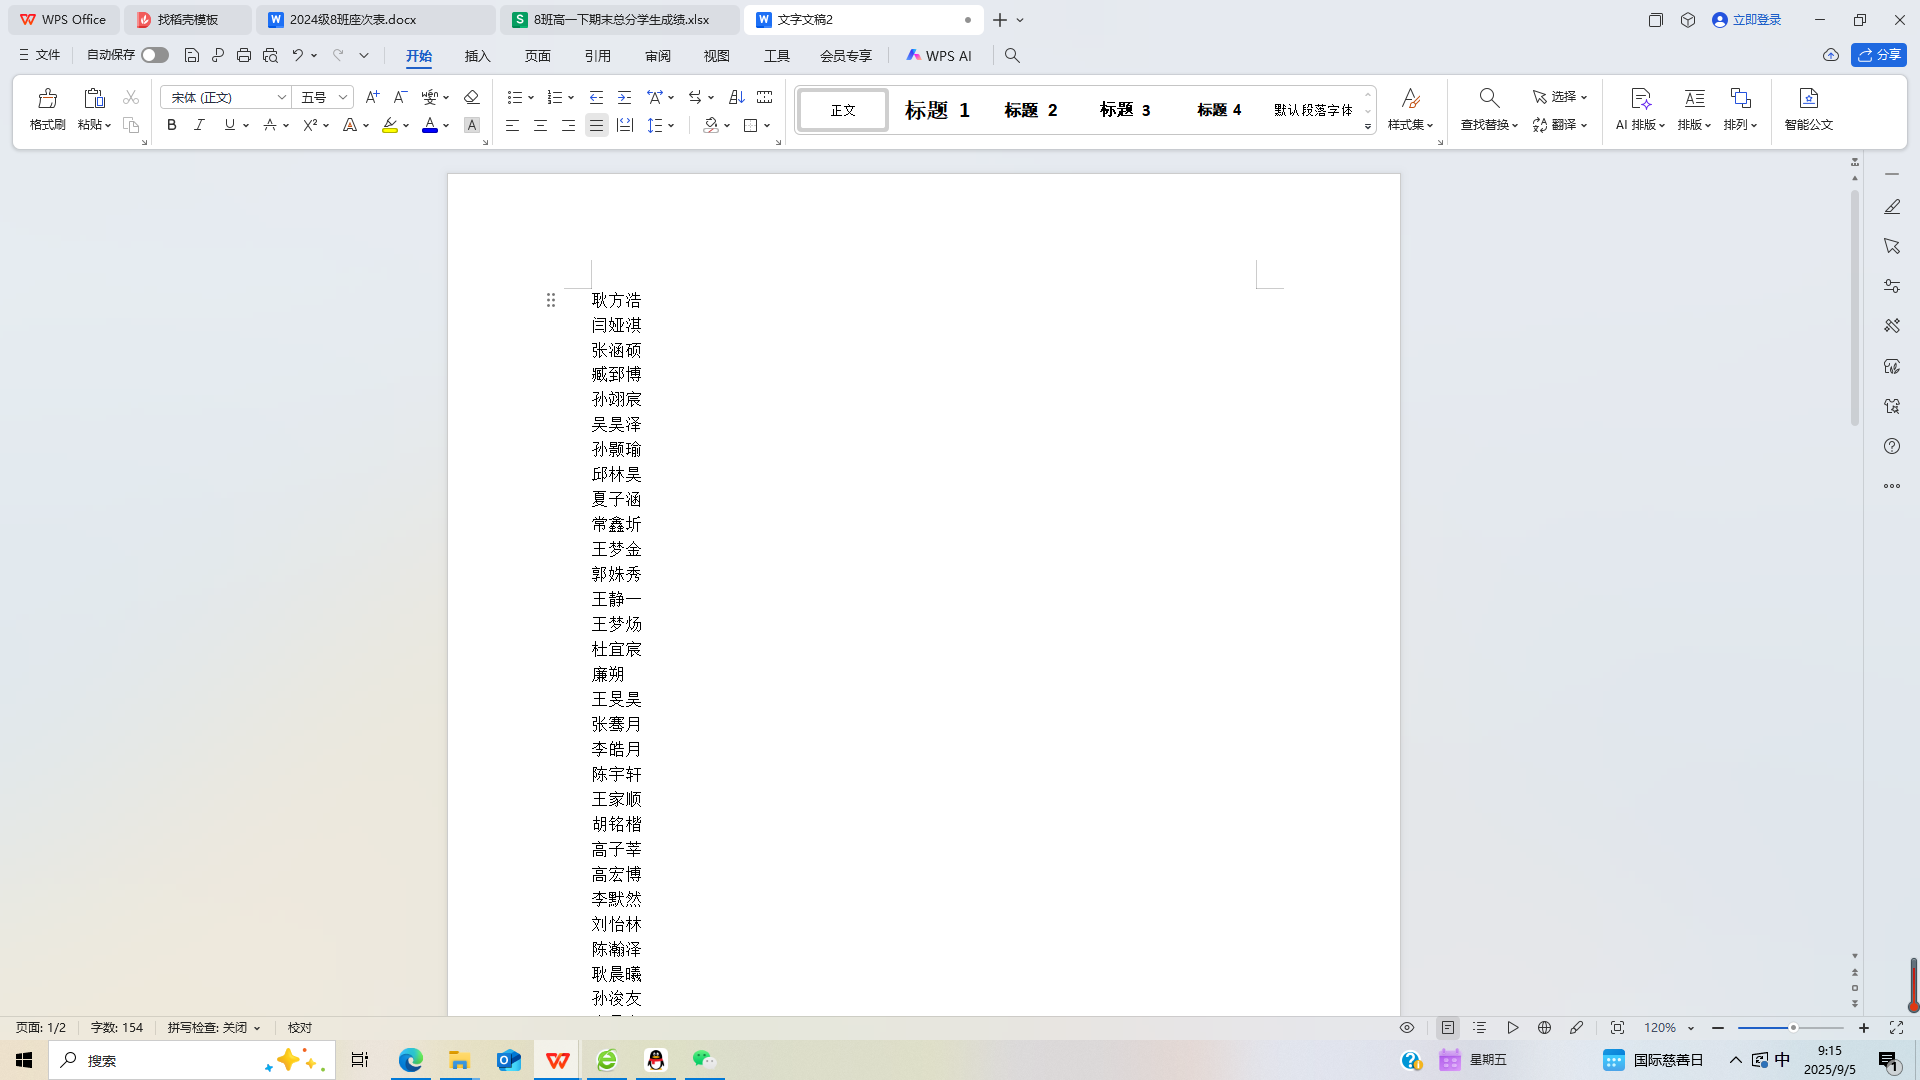 WPS Office
找稻壳模板
2024级8班座次表.docx
8班高一下期末总分学生成绩.xlsx
文字文稿2
立即登录
文件
自动保存
开始
插入
页面
引用
审阅
视图
工具
会员专享
WPS AI
分享
格式刷
粘贴
宋体 (正文)
五号
正文
标题 1
标题 2
标题 3
标题 4
默认段落字体
样式集
查找替换
选择
翻译
AI 排版
排版
排列
智能公文
耿方浩
闫娅淇
张涵硕
臧郅博
孙翊宸
吴昊泽
孙颢瑜
邱林昊
夏子涵
常鑫圻
王梦金
郭姝秀
王静一
王梦炀
杜宜宸
廉朔
王旻昊
张骞月
李皓月
陈宇轩
王家顺
胡铭楷
高子莘
高宏博
李默然
刘怡林
陈瀚泽
耿晨曦
孙浚友
页面: 1/2
字数: 154
拼写检查: 关闭
校对
120%
搜索
星期五
国际慈善日
中
9:15
2025/9/5
1